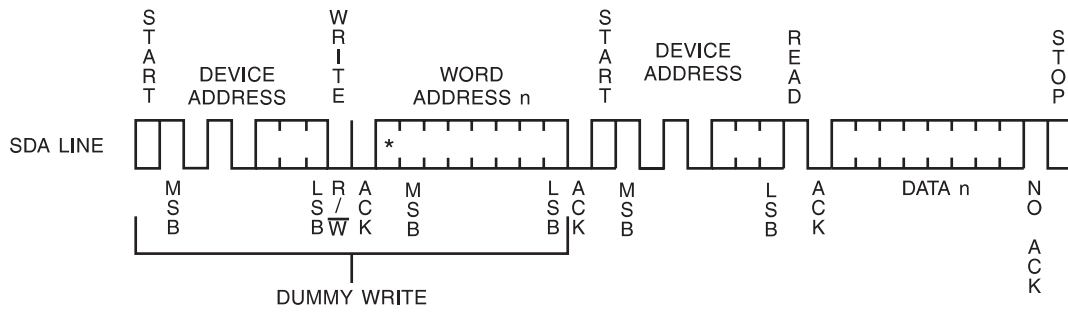 START
WRITE
START
READ
STOP
DEVICE
ADDRESS
WORD
ADDRESS n
DEVICE
ADDRESS
SDA LINE
*
MSB
LSB
R/W
ACK
MSB
LSB
ACK
MSB
LSB
ACK
DATA n
NO ACK
DUMMY WRITE